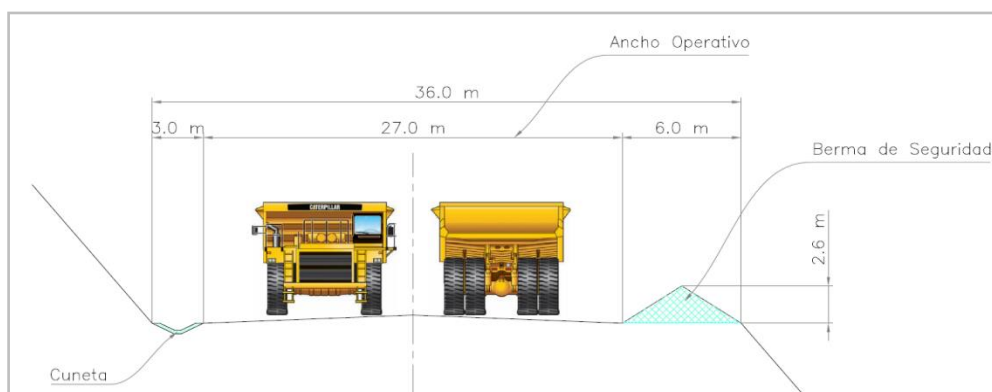 Ancho Operativo
36.0 m
3.0 m
27.0 m
6.0 m
Berma de Seguridad
CATERPILLAR
2.6 m
Cuneta